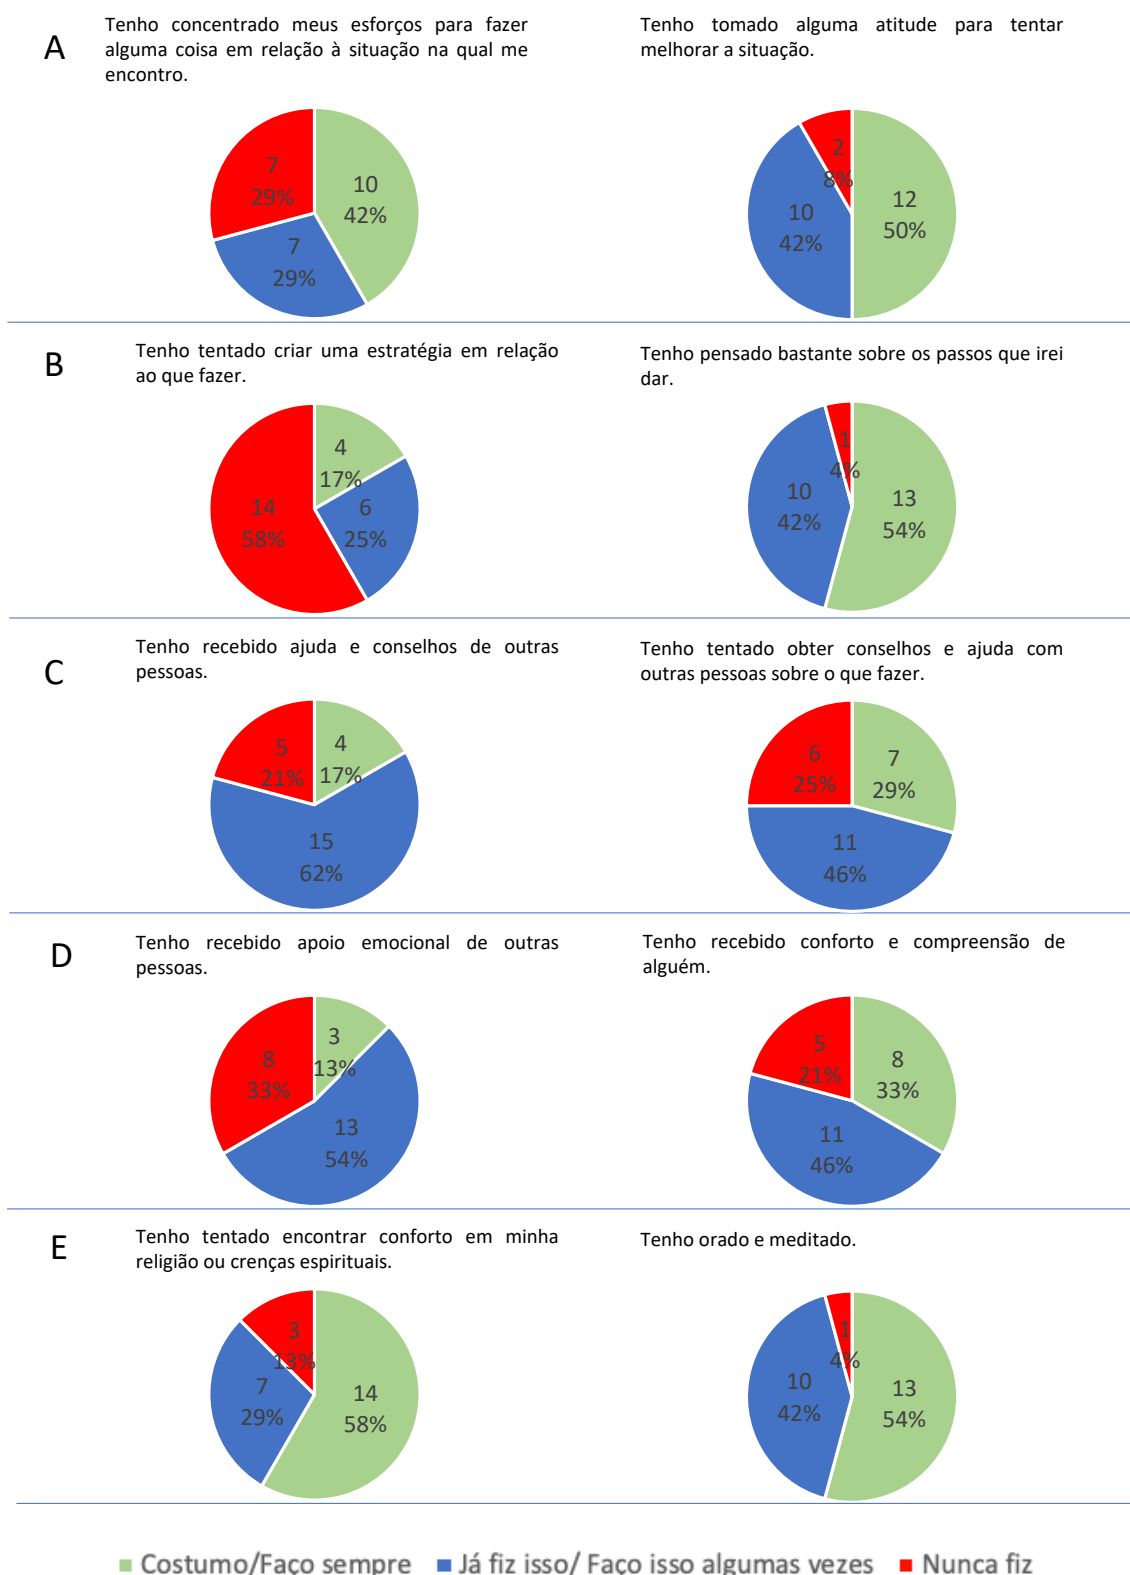 A
Tenho concentrado meus esforços para fazer
alguma coisa em relação à situação na qual me
encontro.
Tenho tomado alguma atitude para tentar
melhorar a situação.
7
29%
10
42%
7
29%
2
8%
10
42%
12
50%
B
Tenho tentado criar uma estratégia em relação
ao que fazer.
Tenho pensado bastante sobre os passos que irei
dar.
4
17%
14
58%
6
25%
1
4%
10
42%
13
54%
C
Tenho recebido ajuda e conselhos de outras
pessoas.
Tenho tentado obter conselhos e ajuda com
outras pessoas sobre o que fazer.
5
21%
4
17%
15
62%
6
25%
7
29%
11
46%
D
Tenho recebido apoio emocional de outras
pessoas.
Tenho recebido conforto e compreensão de
alguém.
8
33%
3
13%
13
54%
5
21%
8
33%
11
46%
E
Tenho tentado encontrar conforto em minha
religião ou crenças espirituais.
Tenho orado e meditado.
3
13%
7
29%
14
58%
1
4%
10
42%
13
54%
Costumo/Faço sempre Já fiz isso/ Faço isso algumas vezes Nunca fiz